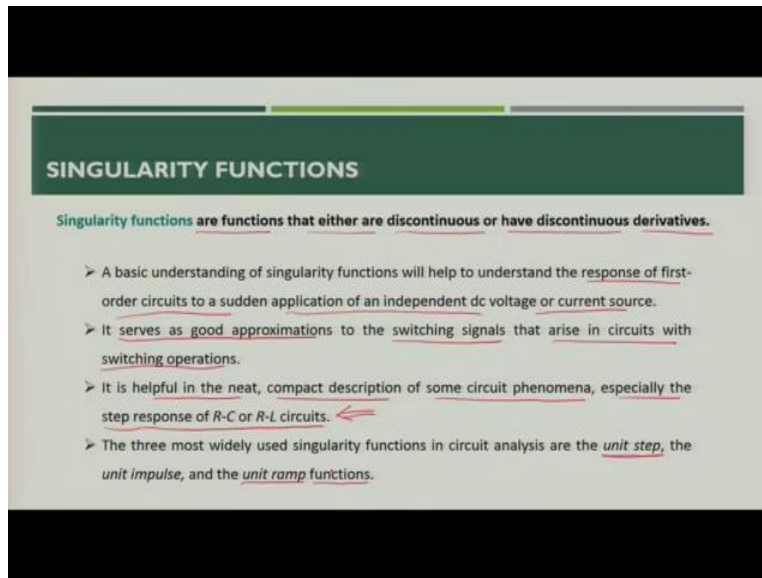 SINGULARITY FUNCTIONS
Singularity functions are functions that either are discontinuous or have discontinuous derivatives.
➢ A basic understanding of singularity functions will help to understand the response of first-
order circuits to a sudden application of an independent dc voltage or current source.
➢ It serves as good approximations to the switching signals that arise in circuits with
switching operations.
➢ It is helpful in the neat, compact description of some circuit phenomena, especially the
step response of R-C or R-L circuits.
➢ The three most widely used singularity functions in circuit analysis are the unit step, the
unit impulse, and the unit ramp functions.